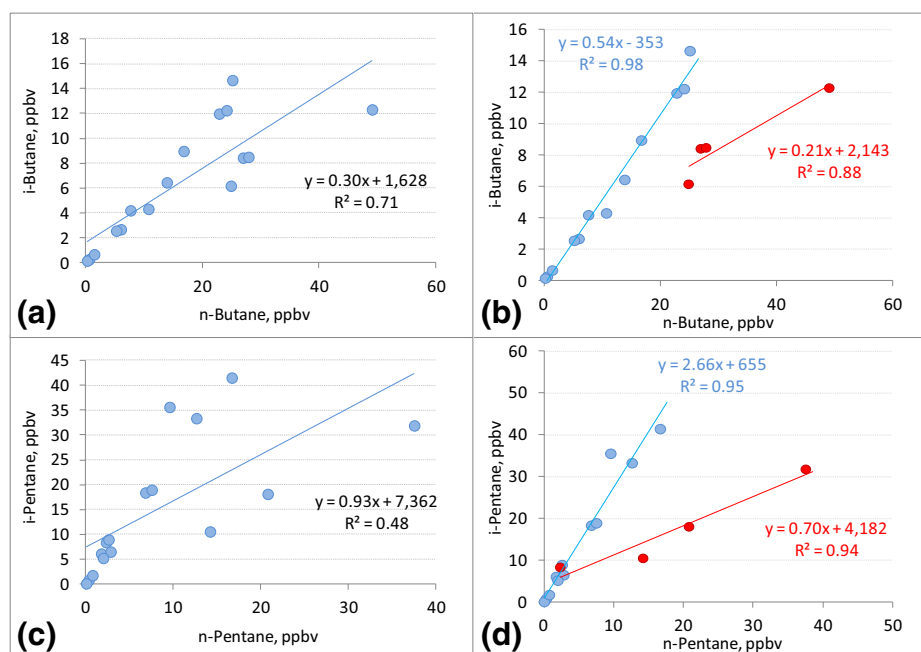 18
16
14
12
10
8
6
4
2
0
i-Butane, ppbv
y = 0.30x + 1,628
R² = 0.71
0 20 40 60
(a) n-Butane, ppbv
16
14
12
10
8
6
4
2
0
i-Butane, ppbv
y = 0.54x - 353
R² = 0.98
y = 0.21x + 2,143
R² = 0.88
0 20 40 60
(b) n-Butane, ppbv
45
40
35
30
25
20
15
10
5
0
i-Pentane, ppbv
y = 0.93x + 7,362
R² = 0.48
0 10 20 30 40
(c) n-Pentane, ppbv
60
50
40
30
20
10
0
i-Pentane, ppbv
y = 2.66x + 655
R² = 0.95
y = 0.70x + 4,182
R² = 0.94
0 10 20 30 40 50
(d) n-Pentane, ppbv